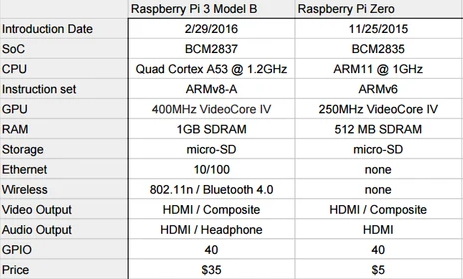 Raspberry Pi 3 Model B Raspberry Pi Zero
Introduction Date 2/29/2016 11/25/2015
SoC BCM2837 BCM2835
CPU Quad Cortex A53 @ 1.2GHz ARM11 @ 1GHz
Instruction set ARMv8-A ARMv6
GPU 400MHz VideoCore IV 250MHz VideoCore IV
RAM 1GB SDRAM 512 MB SDRAM
Storage micro-SD micro-SD
Ethernet 10/100 none
Wireless 802.11n / Bluetooth 4.0 none
Video Output HDMI / Composite HDMI / Composite
Audio Output HDMI / Headphone HDMI
GPIO 40 40
Price $35 $5